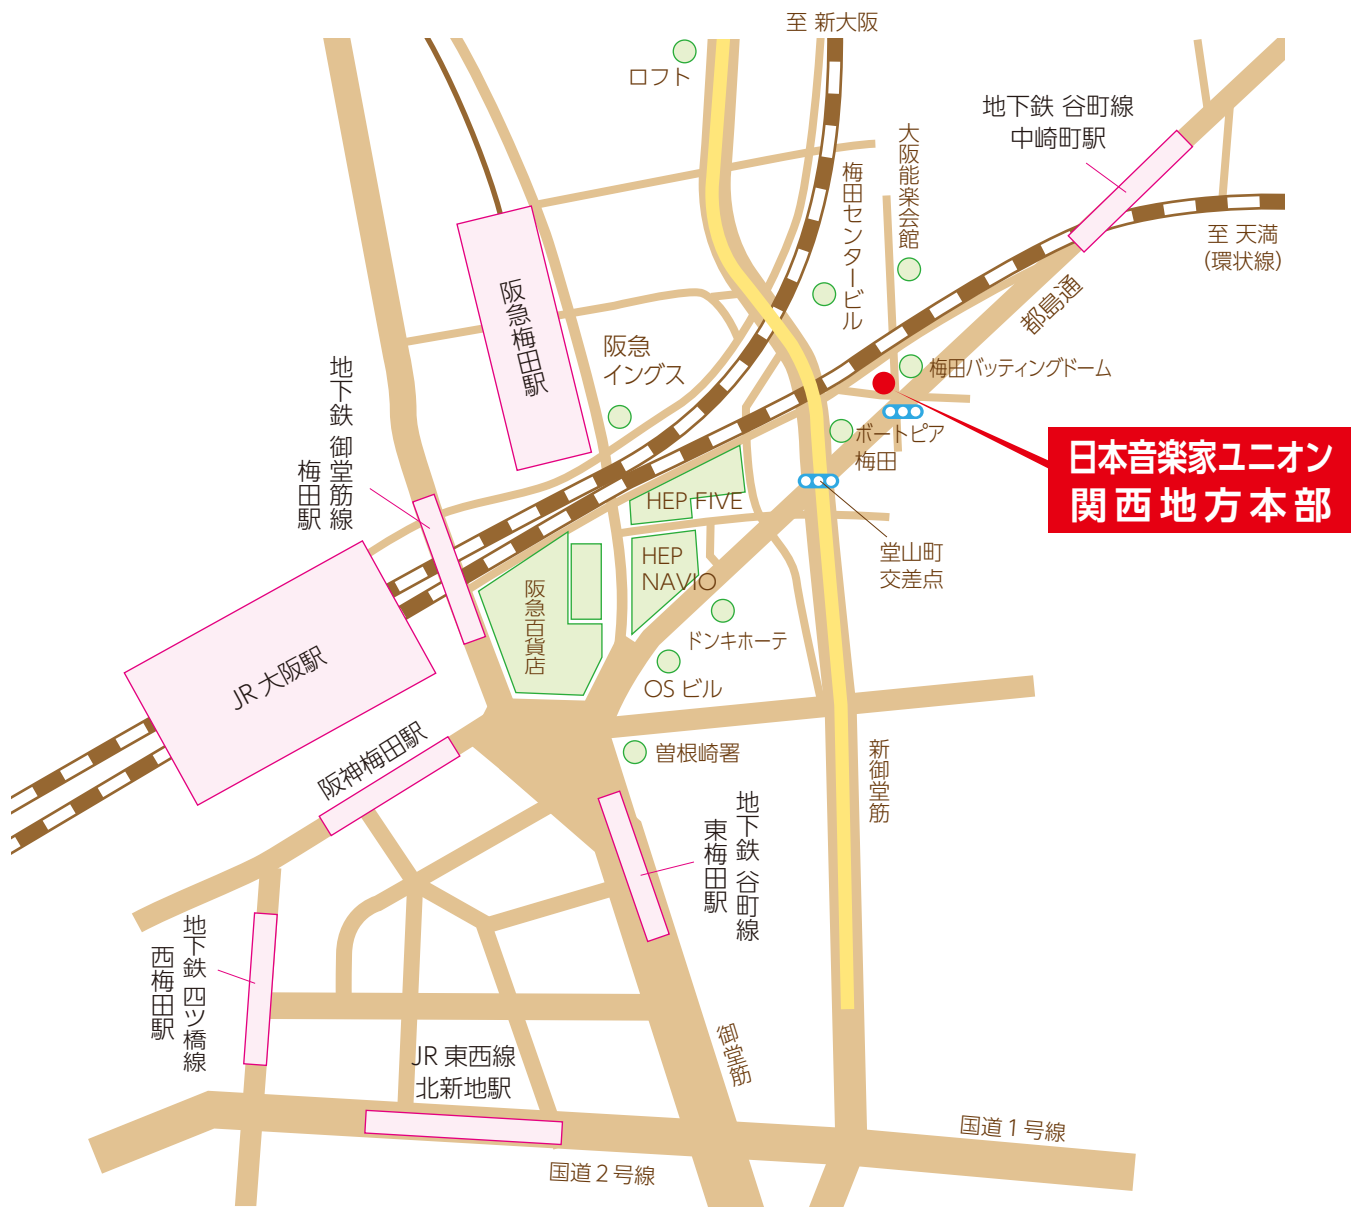 至 新大阪
ロフト
地下鉄 谷町線
中崎町駅
大阪能楽会館
梅田センタービル
至 天満
(環状線)
都島通
阪急梅田駅
阪急
イングス
地下鉄 御堂筋線
梅田駅
梅田バッティングドーム
ボートピア
梅田
日本音楽家ユニオン
関西地方本部
HEP FIVE
HEP
NAVIO
堂山町
交差点
阪急百貨店
ドンキホーテ
OS ビル
JR 大阪駅
阪神梅田駅
曽根崎署
新御堂筋
地下鉄 谷町線
東梅田駅
地下鉄 四ツ橋線
西梅田駅
御堂筋
JR 東西線
北新地駅
国道1号線
国道2号線